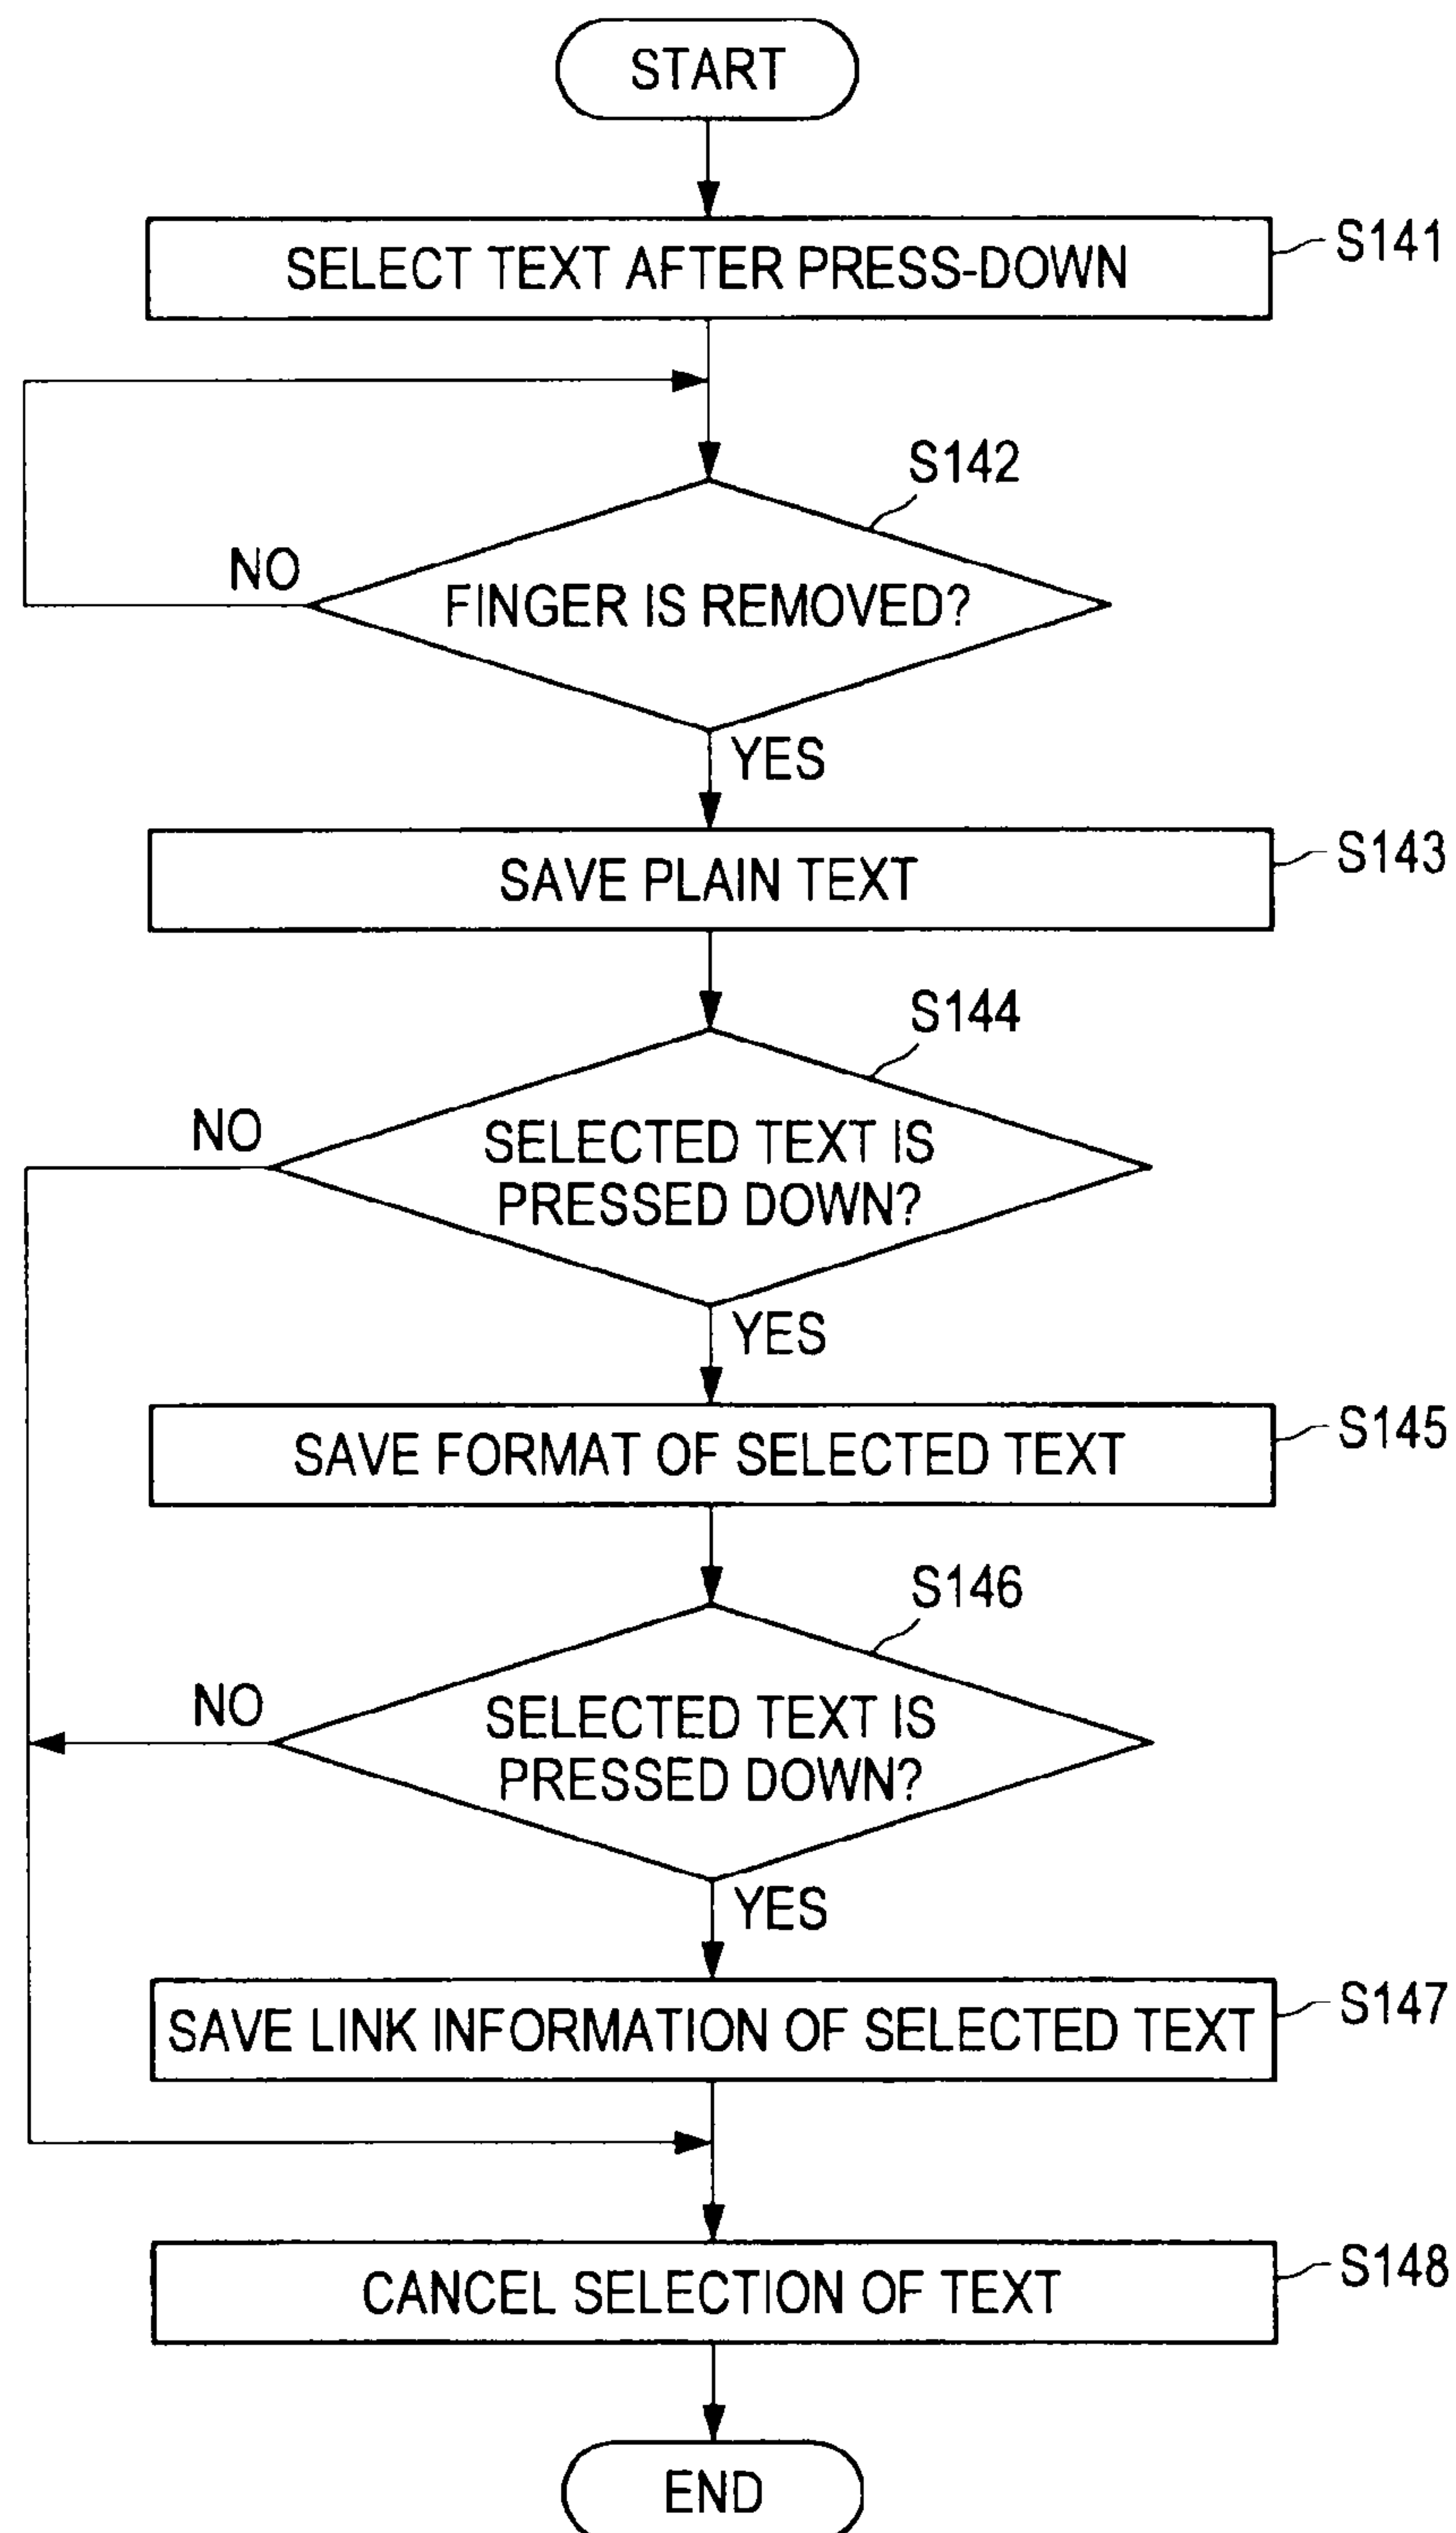 START
SELECT TEXT AFTER PRESS-DOWN
S141
S142
NO
FINGER IS REMOVED?
YES
SAVE PLAIN TEXT
S143
S144
NO
SELECTED TEXT IS
PRESSED DOWN?
YES
SAVE FORMAT OF SELECTED TEXT
S145
S146
NO
SELECTED TEXT IS
PRESSED DOWN?
YES
SAVE LINK INFORMATION OF SELECTED TEXT
S147
CANCEL SELECTION OF TEXT
S148
END